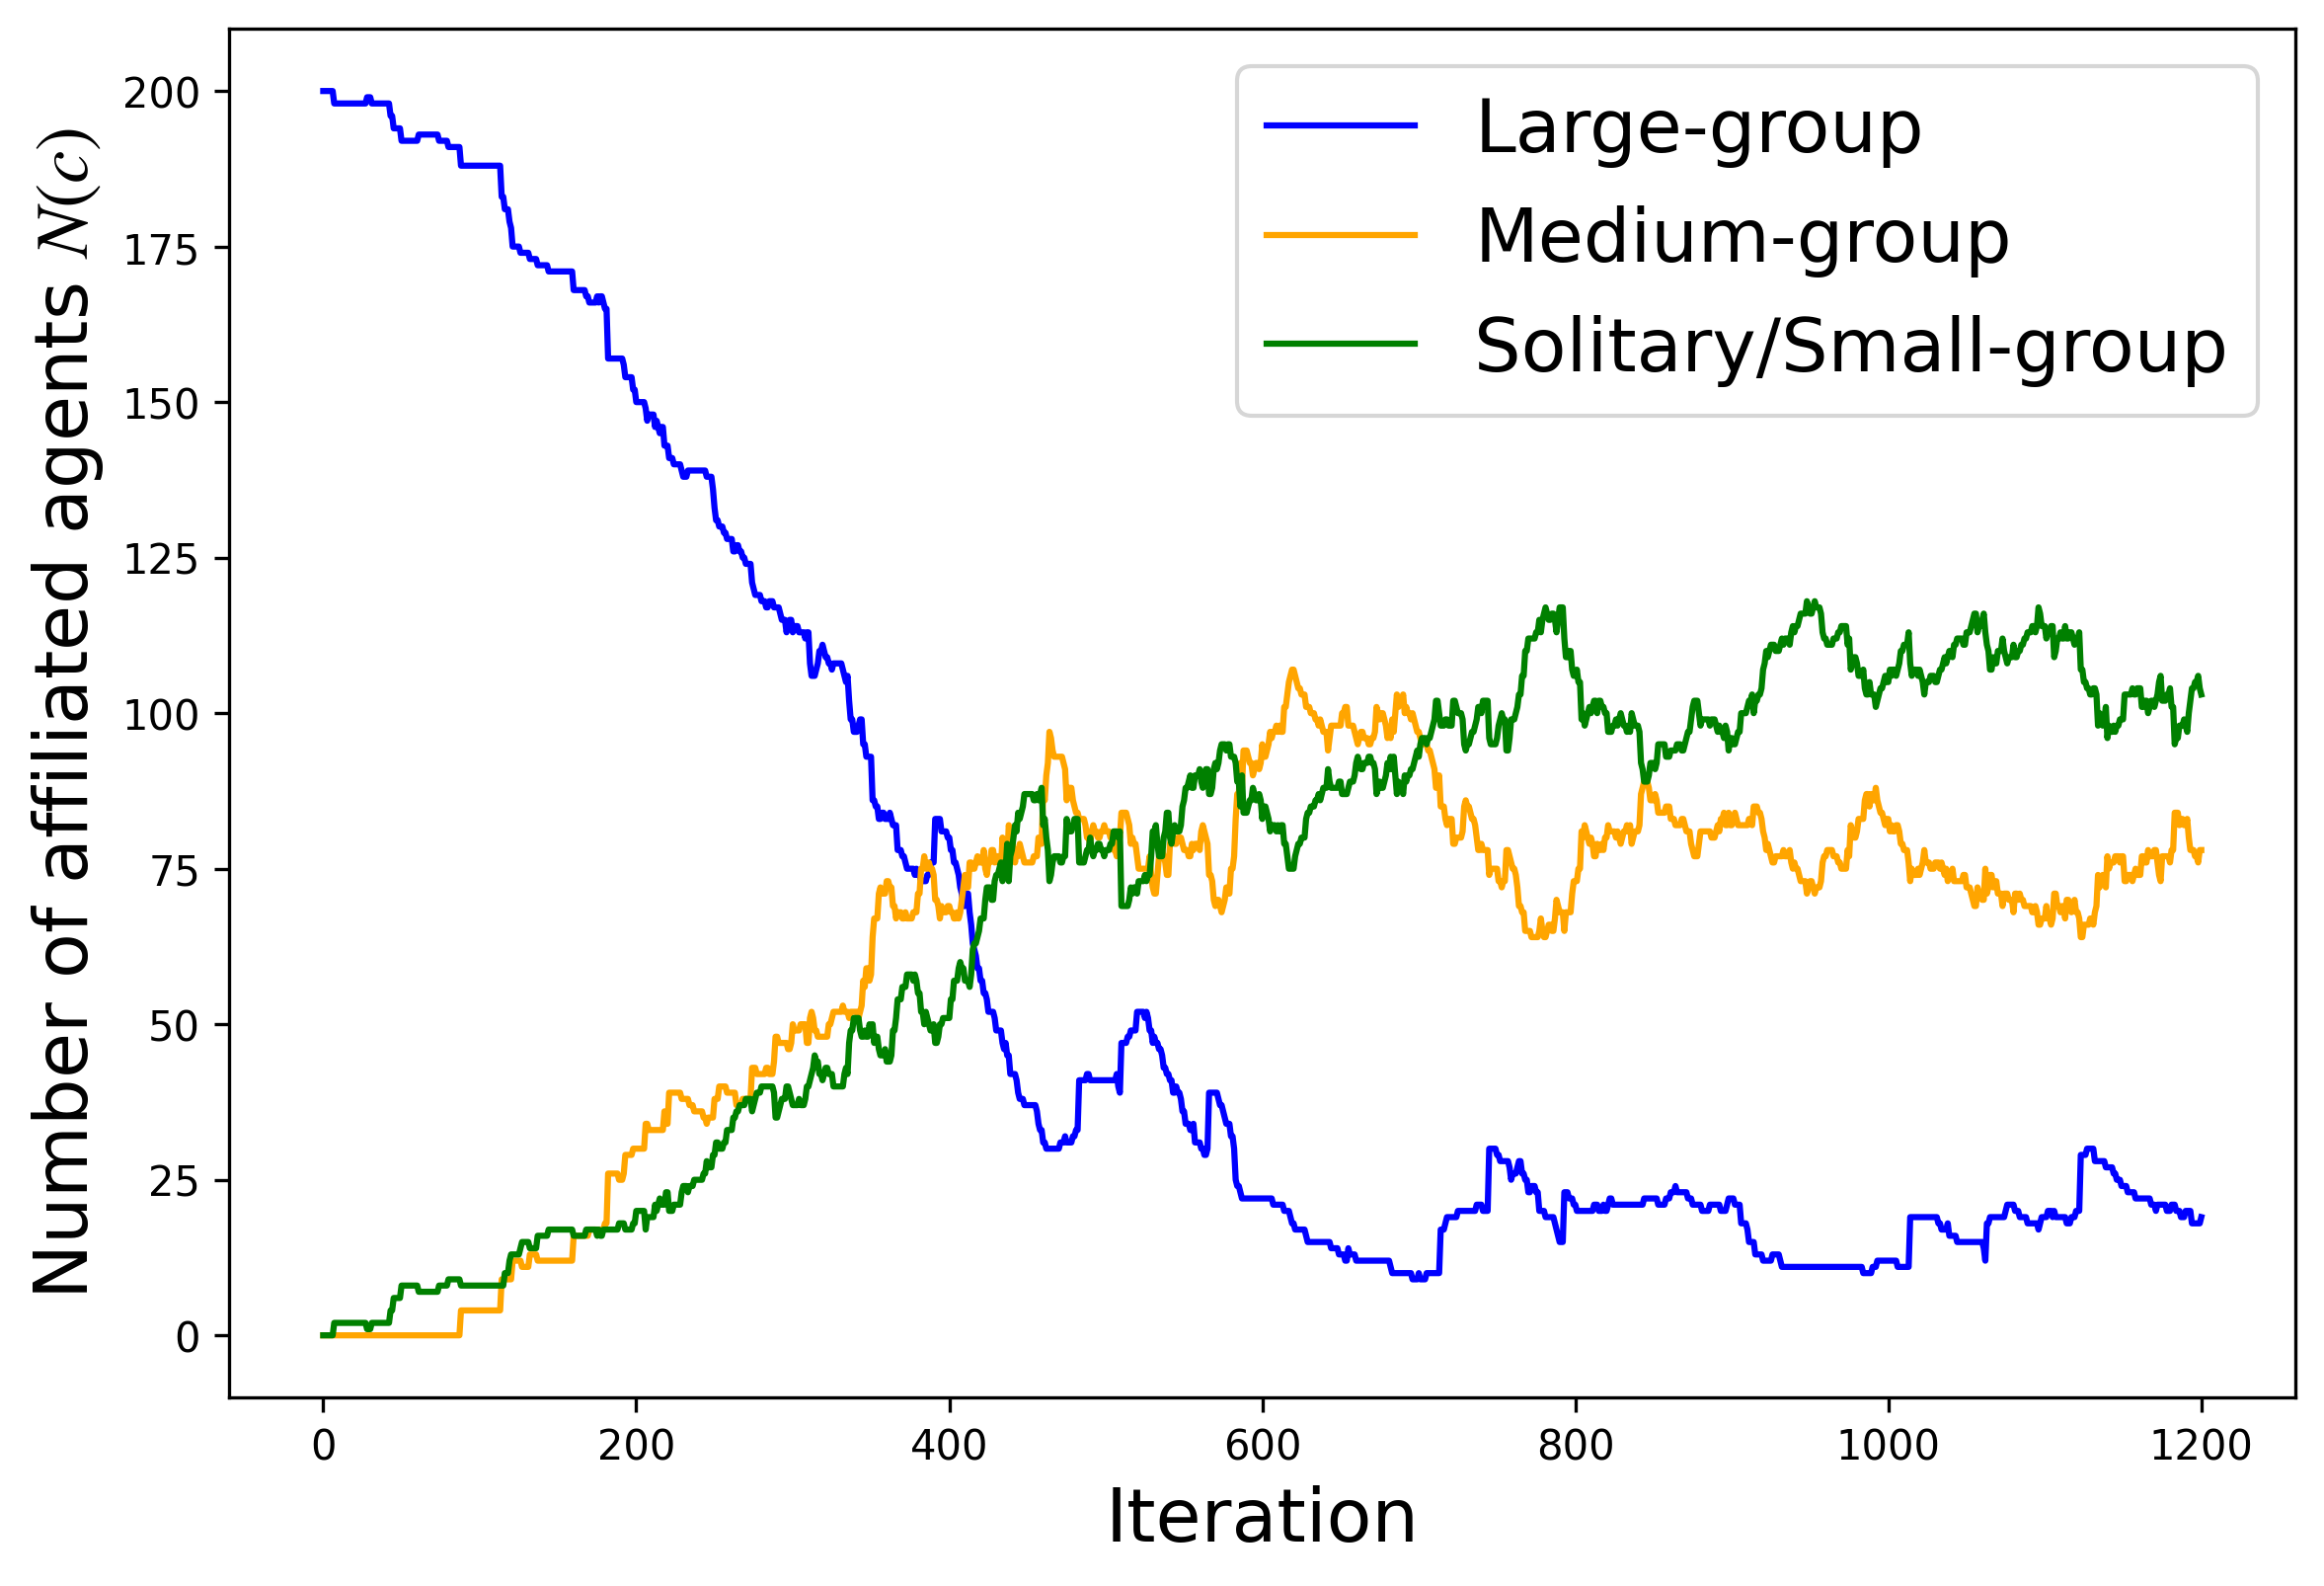 Large-group
Medium-group
Solitary/Small-group
Number of affiliated agents N(c)
200
175
150
125
100
75
50
25
0
0 200 400 600 800 1000 1200
Iteration